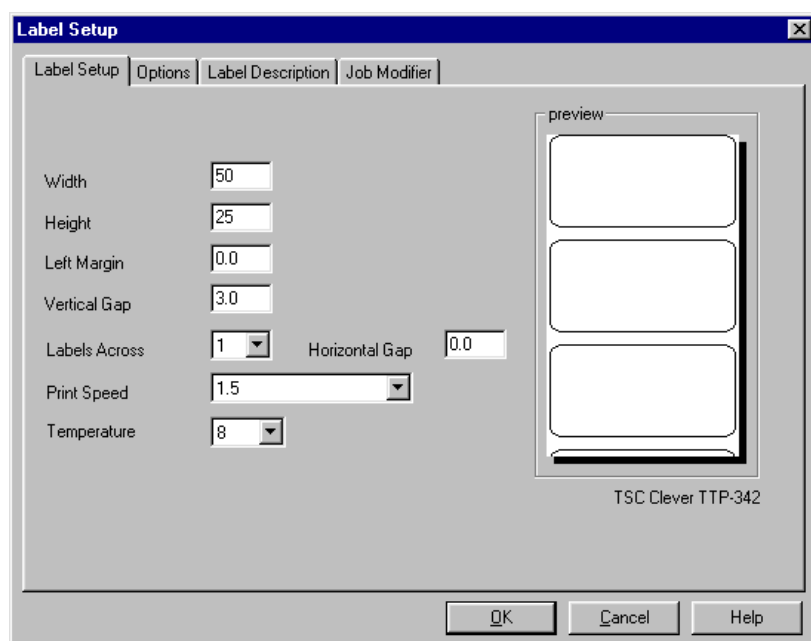 Label Setup
Label Setup Options Label Description Job Modifier
preview
Width 50
Height 25
Left Margin 0.0
Vertical Gap 3.0
Labels Across 1 Horizontal Gap 0.0
Print Speed 1.5
Temperature 8
TSC Clever TTP-342
OK Cancel Help